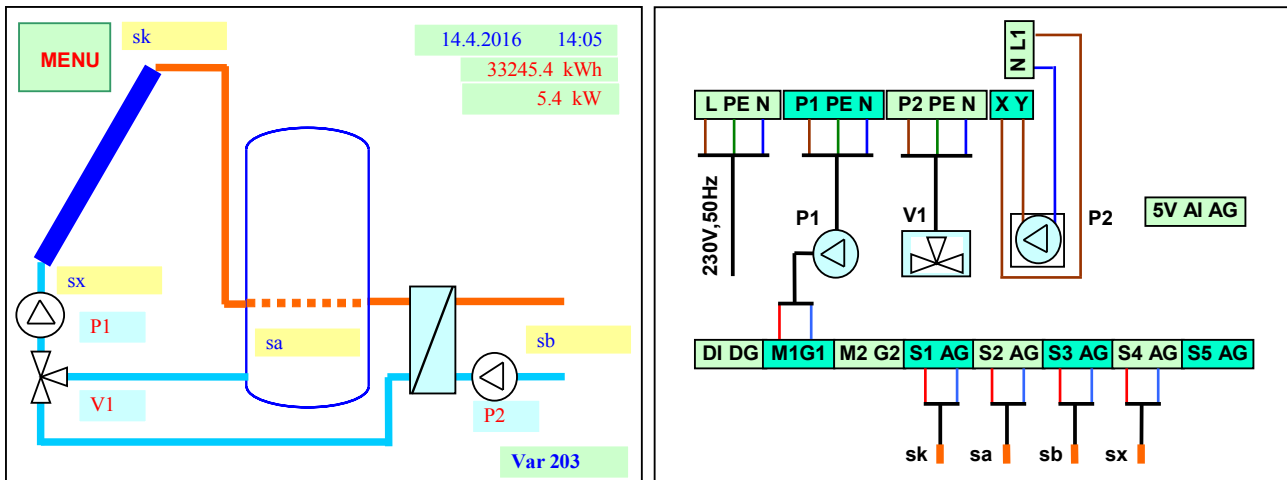 MENU
sk
14.4.2016 14:05
33245.4 kWh
5.4 kW
sx
P1
sa
sb
V1
P2
Var 203
N L1
L PE N
P1 PE N
P2 PE N
X Y
230V,50Hz
P1
V1
P2
5V AI AG
DI DG
M1G1
M2 G2
S1 AG
S2 AG
S3 AG
S4 AG
S5 AG
sk
sa
sb
sx